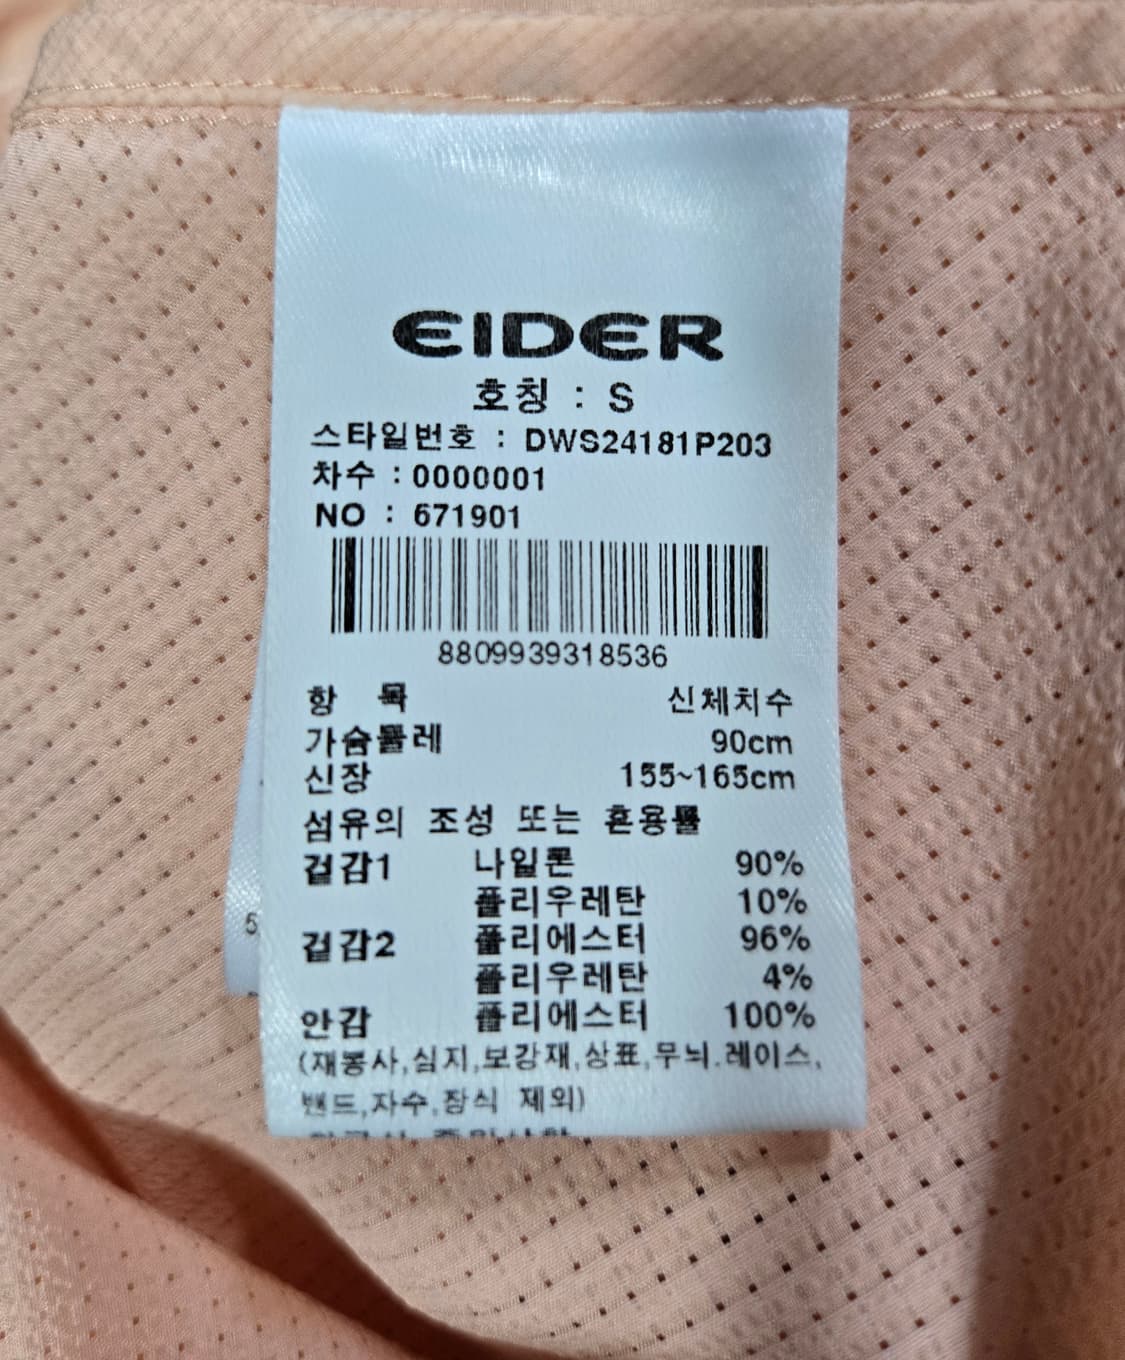 EIDER
호칭 : S
스타일번호 : DWS24181P203
차수 : 0000001
NO : 671901
8809939318536
항 목 신체치수
가슴둘레 90cm
신장 155~165cm
섬유의 조성 또는 혼용률
겉감1 나일론 90%
폴리우레탄 10%
겉감2 폴리에스터 96%
폴리우레탄 4%
안감 폴리에스터 100%
(재봉사,심지,보강재,상표,무늬.레이스,
밴드,자수,장식 제외)
5